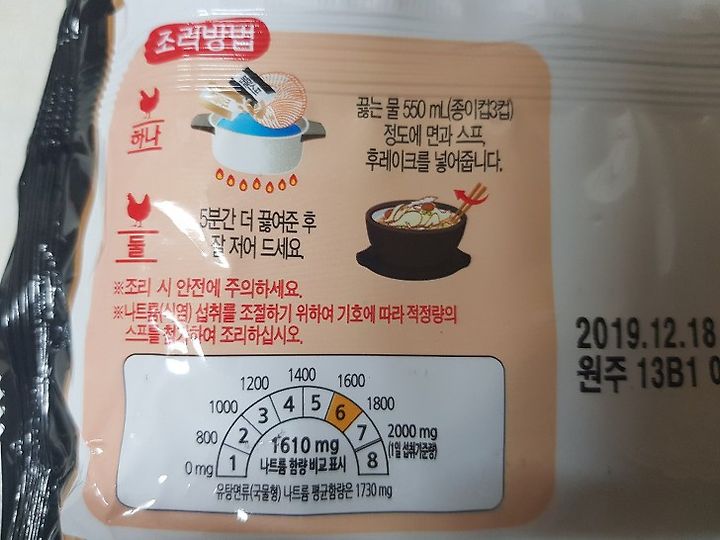 조리방법
하나
끓는 물 550 mL(종이컵3컵)
정도에 면과 스프,
후레이크를 넣어줍니다.
둘
5분간 더 끓여준 후
잘 저어 드세요.
※조리 시 안전에 주의하세요.
※나트륨(식염) 섭취를 조절하기 위하여 기호에 따라 적정량의
스프를 첨가하여 조리하십시오.
0 mg
800
1000
1200
1400
1600
1800
2000 mg
(1일 섭취기준량)
1 2 3 4 5 6 7 8
1610 mg
나트륨 함량 비교 표시
유탕면류(국물형) 나트륨 평균함량은 1730 mg
2019.12.18
원주 13B1